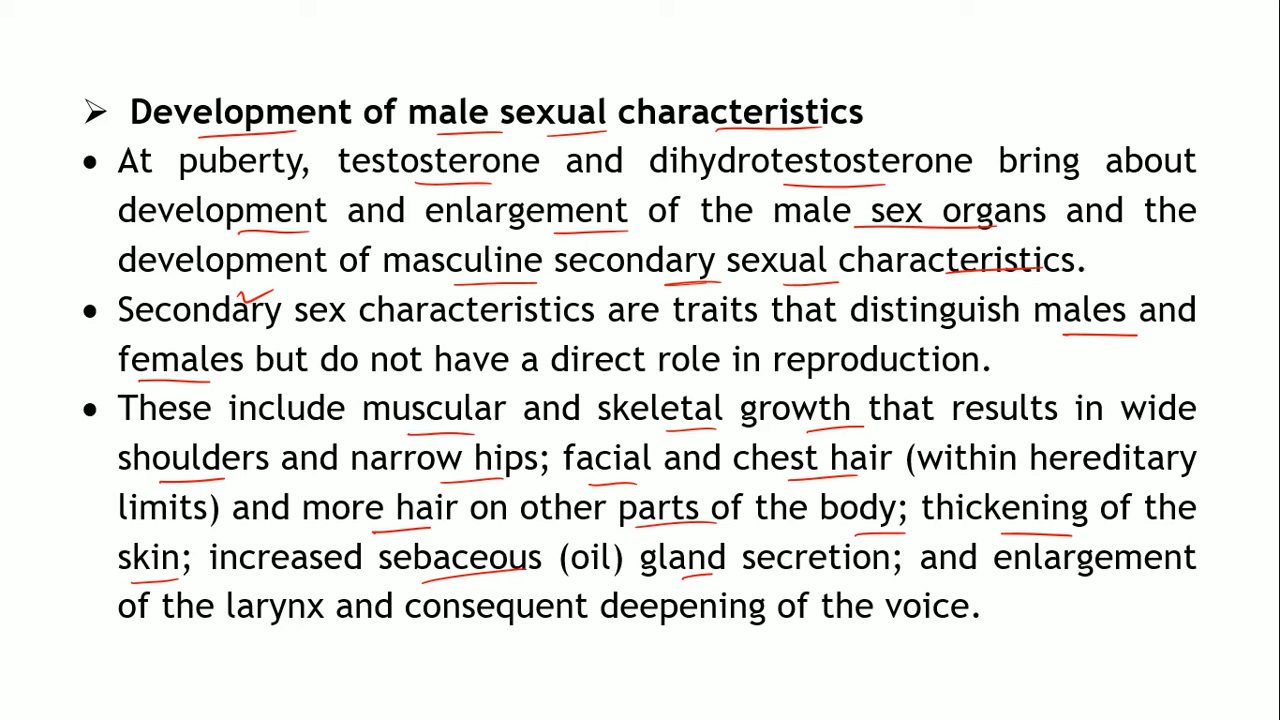 ➢ Development of male sexual characteristics
• At puberty, testosterone and dihydrotestosterone bring about
development and enlargement of the male sex organs and the
development of masculine secondary sexual characteristics.
• Secondary sex characteristics are traits that distinguish males and
females but do not have a direct role in reproduction.
• These include muscular and skeletal growth that results in wide
shoulders and narrow hips; facial and chest hair (within hereditary
limits) and more hair on other parts of the body; thickening of the
skin; increased sebaceous (oil) gland secretion; and enlargement
of the larynx and consequent deepening of the voice.